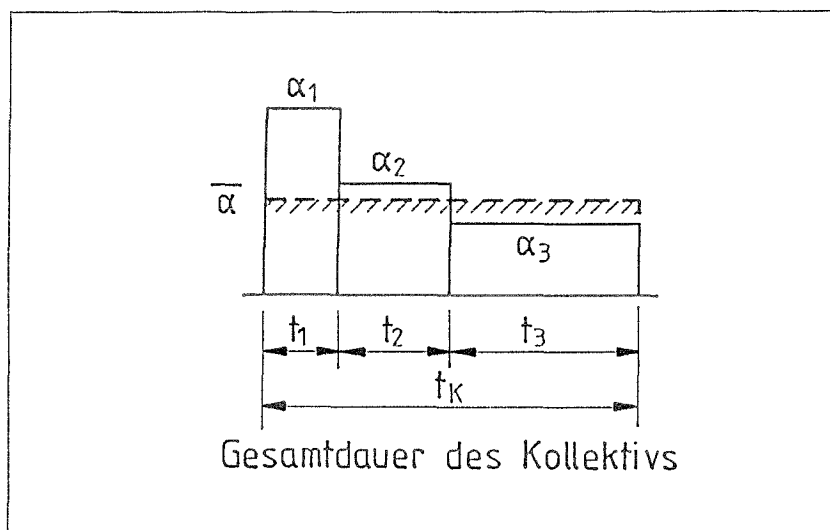 α1
α2
α̅
α3
t1 t2 t3
tK
Gesamtdauer des Kollektivs